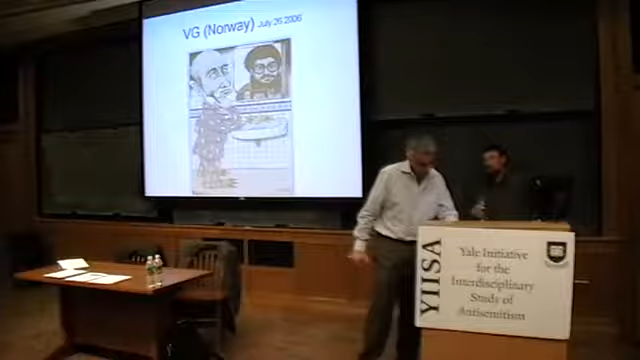 VG (Norway) July 26 2006
YIISA
Yale Initiative
for the
Interdisciplinary
Study of
Antisemitism